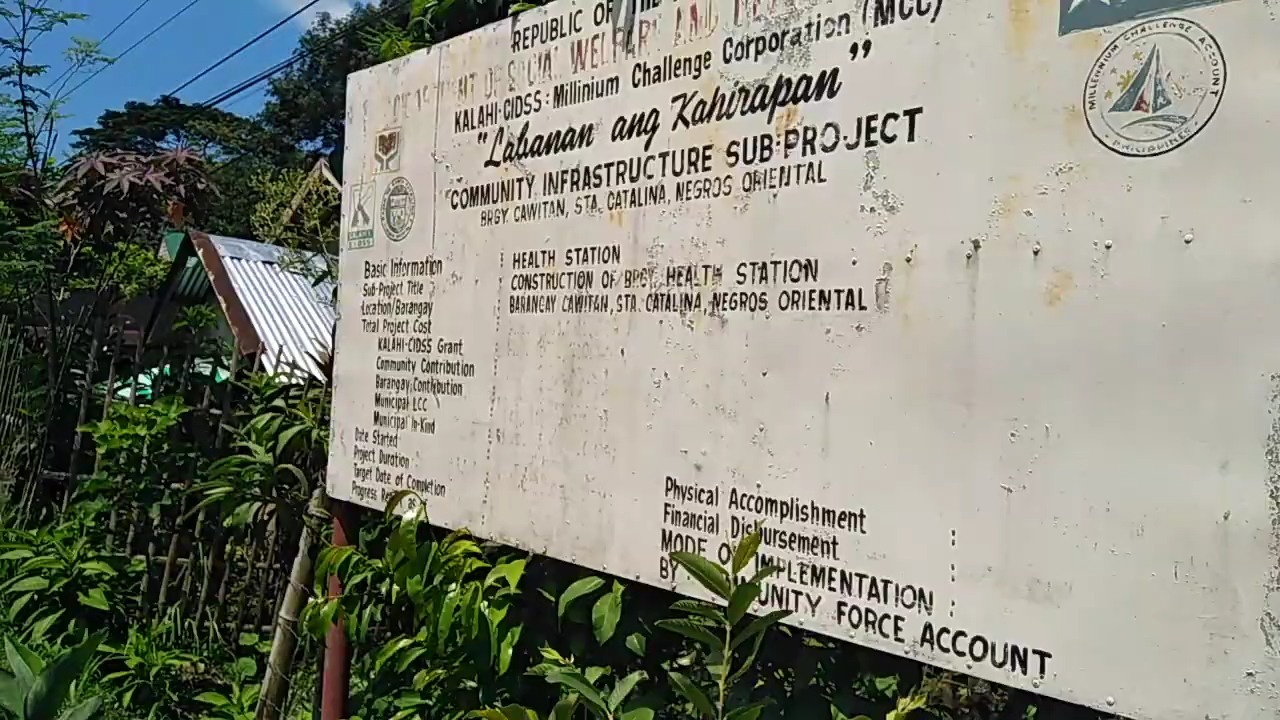 REPUBLIC OF THE
OF SOCIAL WELFARE AND
KALAHI-CIDSS: Millinium Challenge Corporation (MCC)
"Labanan ang Kahirapan"
COMMUNITY INFRASTRUCTURE SUB-PROJECT
BRGY. CAWITAN, STA. CATALINA, NEGROS ORIENTAL
MILLENNIUM CHALLENGE ACCOUNT
PHILIPPINES
Basic Information : HEALTH STATION
Sub-Project Title : CONSTRUCTION OF BRGY. HEALTH STATION
Location/Barangay : BARANGAY CAWITAN, STA. CATALINA, NEGROS ORIENTAL
Total Project Cost :
KALAHI-CIDSS Grant :
Community Contribution :
Barangay Contribution :
Municipal LCC :
Municipal In-Kind :
Date Started :
Project Duration :
Target Date of Completion :
Progress
Physical Accomplishment :
Financial Disbursement :
MODE OF IMPLEMENTATION :
BY FORCE ACCOUNT